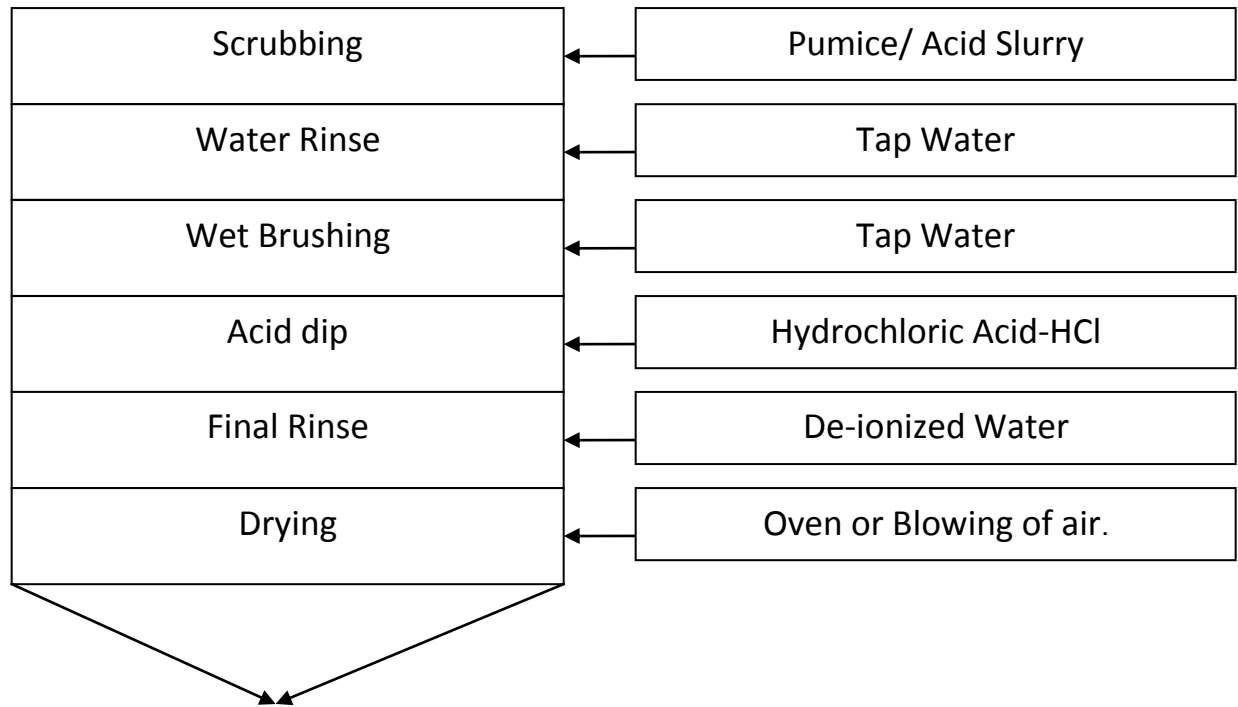 Scrubbing
Pumice/ Acid Slurry
Water Rinse
Tap Water
Wet Brushing
Tap Water
Acid dip
Hydrochloric Acid-HCl
Final Rinse
De-ionized Water
Drying
Oven or Blowing of air.